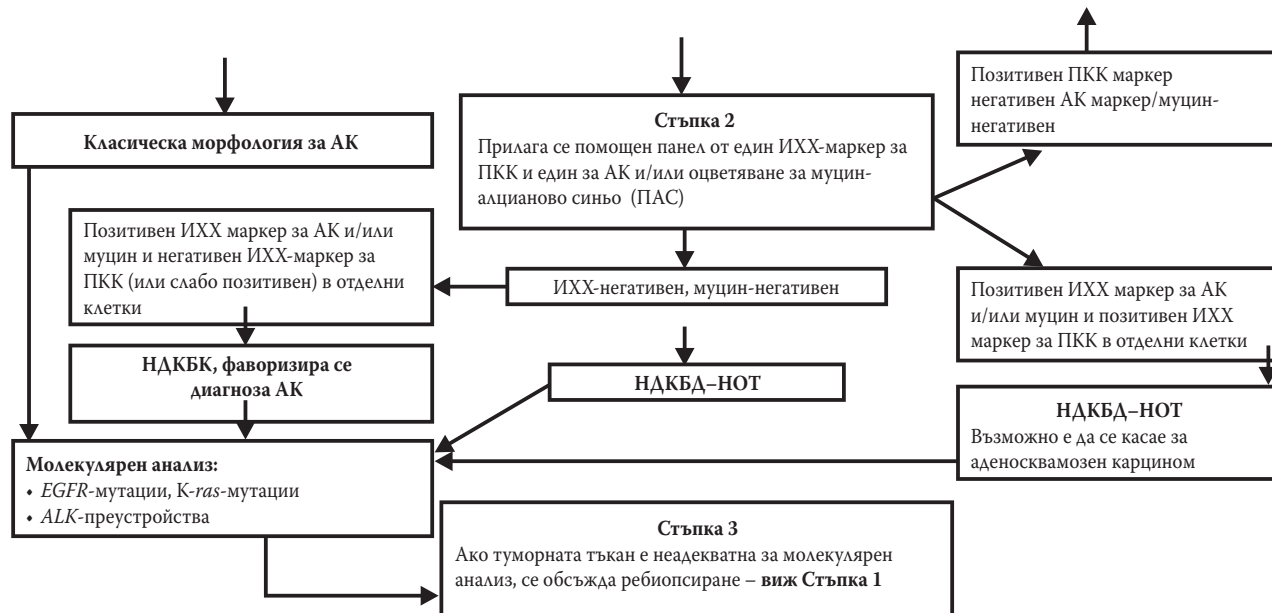 Позитивен ПКК маркер
негативен АК маркер/муцин-
негативен
Класическа морфология за АК
Стъпка 2
Прилага се помощен панел от един ИХХ-маркер за
ПКК и един за АК и/или оцветяване за муцин-
алцианово синьо (ПАС)
Позитивен ИХХ маркер за АК и/или
муцин и негативен ИХХ-маркер за
ПКК (или слабо позитивен) в отделни
клетки
ИХХ-негативен, муцин-негативен
Позитивен ИХХ маркер за АК
и/или муцин и позитивен ИХХ
маркер за ПКК в отделни клетки
НДКБК, фаворизира се
диагноза АК
НДКБД–НОТ
НДКБД–НОТ
Възможно е да се касае за
аденосквамозен карцином
Молекулярен анализ:
• EGFR-мутации, K-ras-мутации
• ALK-преустройства
Стъпка 3
Ако туморната тъкан е неадекватна за молекулярен
анализ, се обсъжда ребиопсиране – виж Стъпка 1